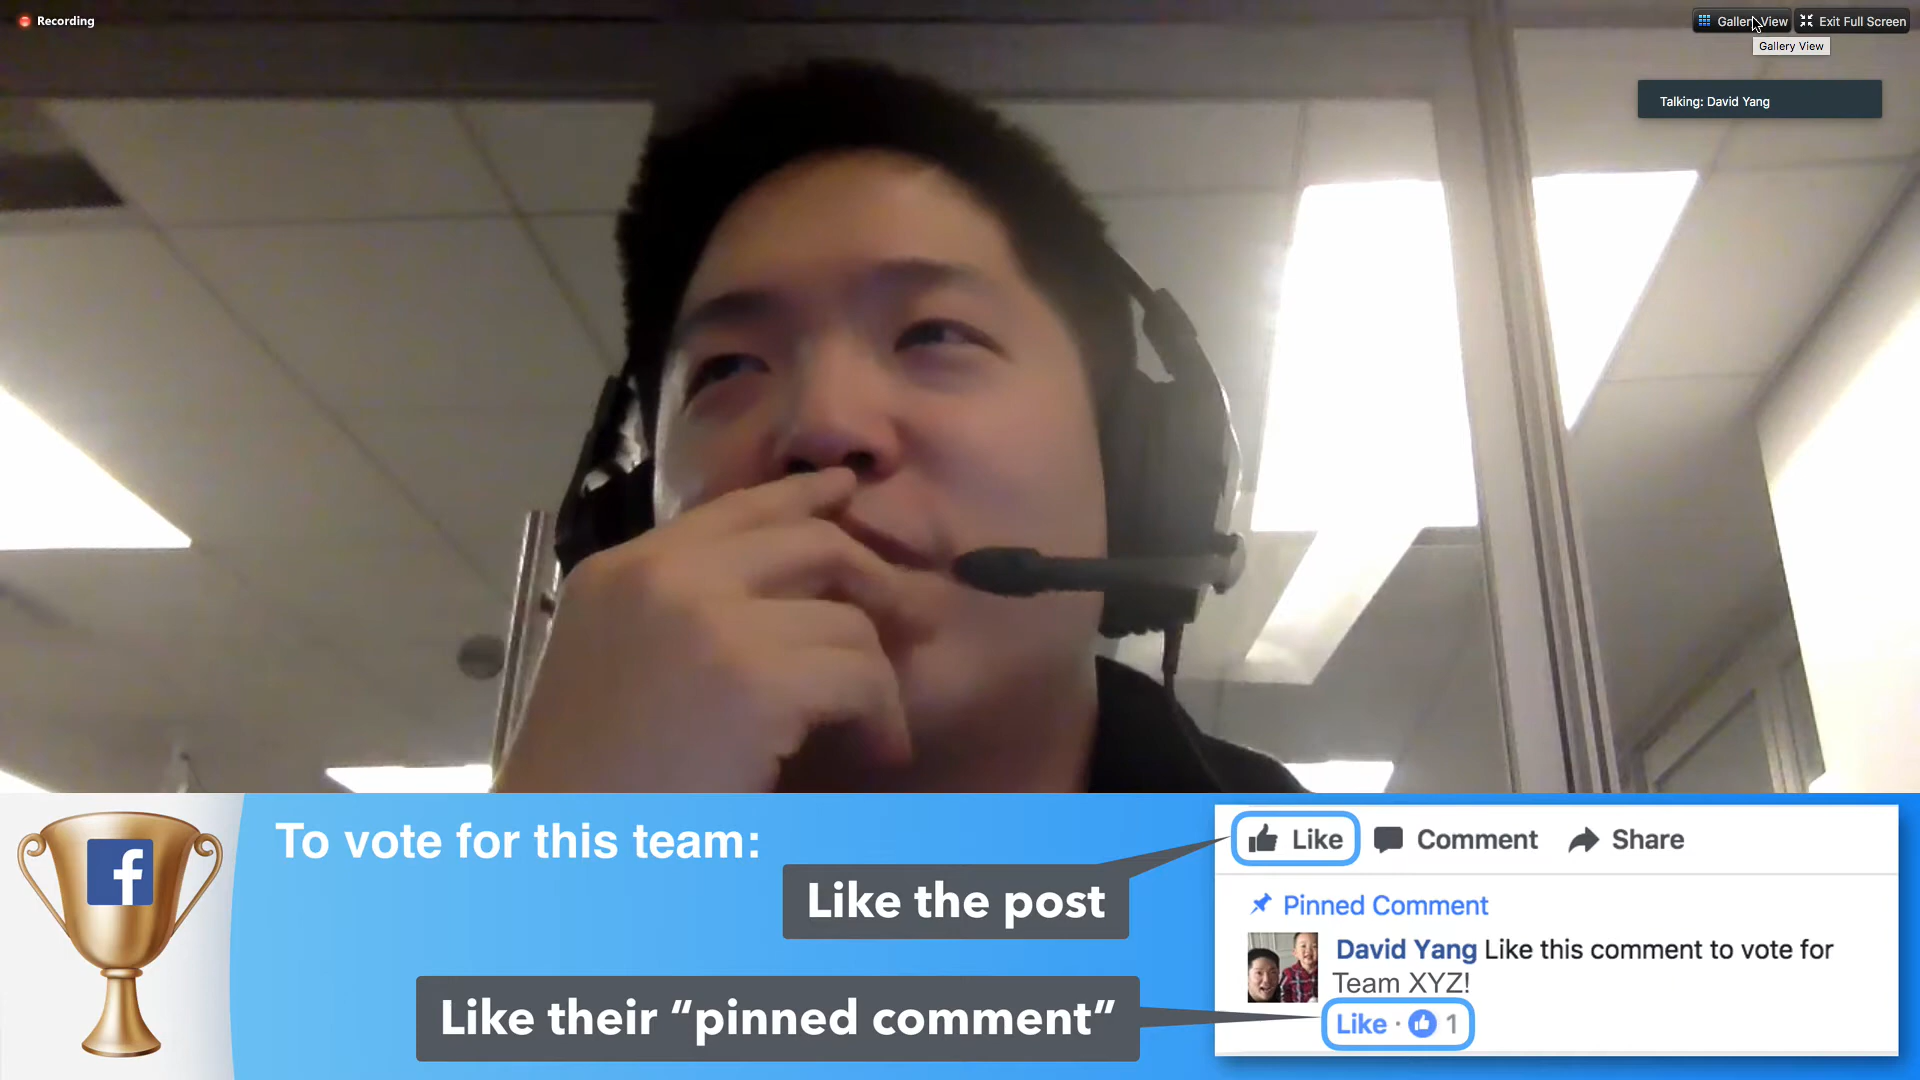 Recording
Gallery View
Exit Full Screen
Gallery View
Talking: David Yang
To vote for this team:
Like the post
Like their “pinned comment”
Like Comment Share
Pinned Comment
David Yang Like this comment to vote for
Team XYZ!
Like · 1